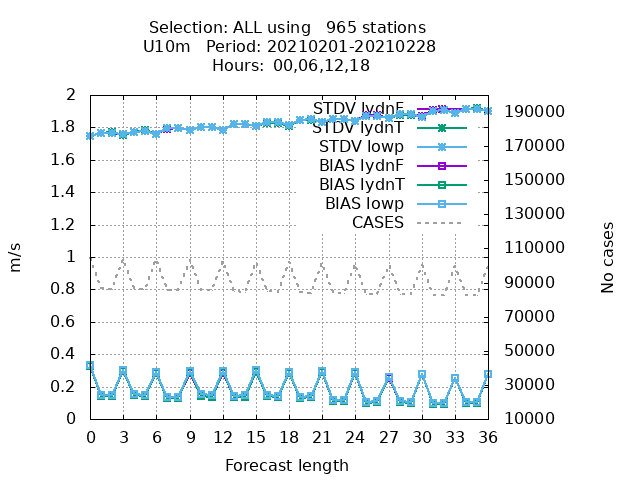 Selection: ALL using 965 stations
U10m Period: 20210201-20210228
Hours: 00,06,12,18
2
1.8
1.6
1.4
1.2
1
0.8
0.6
0.4
0.2
0
190000
170000
150000
130000
110000
90000
70000
50000
30000
10000
STDV lydnF
STDV lydnT
STDV lowp
BIAS lydnF
BIAS lydnT
BIAS lowp
CASES
m/s
No cases
0 3 6 9 12 15 18 21 24 27 30 33 36
Forecast length